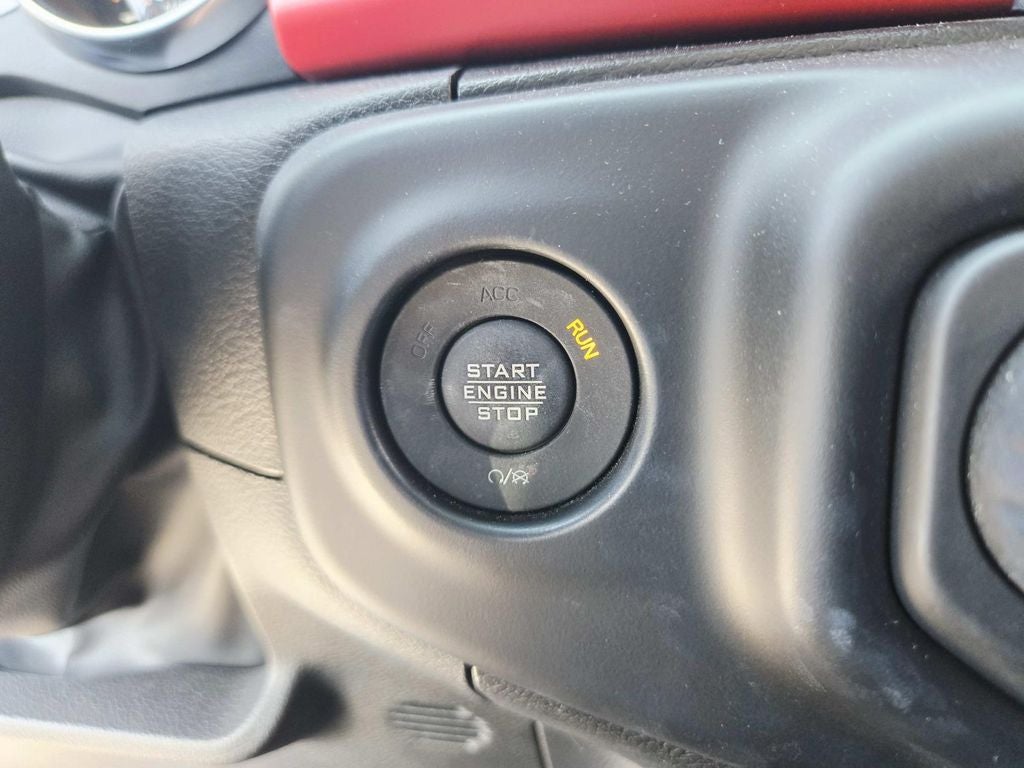 ACC
OFF
RUN
START
ENGINE
STOP